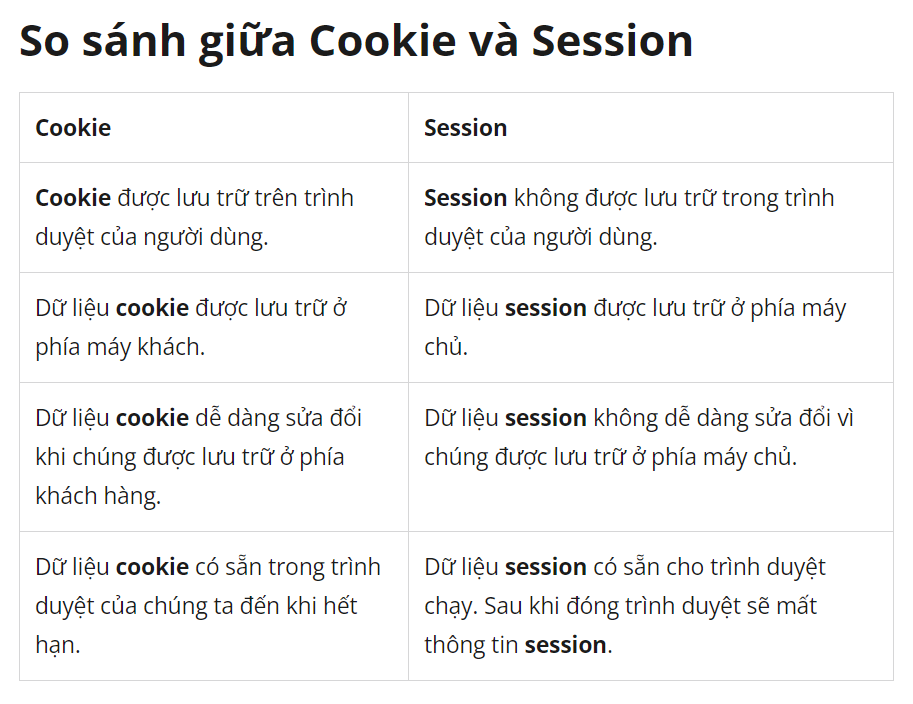 So sánh giữa Cookie và Session
Cookie
Session
Cookie được lưu trữ trên trình
duyệt của người dùng.
Session không được lưu trữ trong trình
duyệt của người dùng.
Dữ liệu cookie được lưu trữ ở
phía máy khách.
Dữ liệu session được lưu trữ ở phía máy
chủ.
Dữ liệu cookie dễ dàng sửa đổi
khi chúng được lưu trữ ở phía
khách hàng.
Dữ liệu session không dễ dàng sửa đổi vì
chúng được lưu trữ ở phía máy chủ.
Dữ liệu cookie có sẵn trong trình
duyệt của chúng ta đến khi hết
hạn.
Dữ liệu session có sẵn cho trình duyệt
chạy. Sau khi đóng trình duyệt sẽ mất
thông tin session.